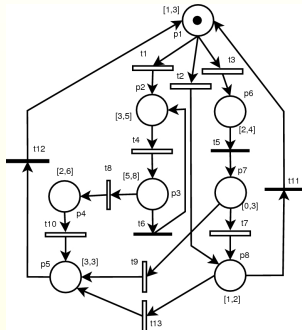 [1,3]
p1
t1
t3
t2
p2
p6
[3,5]
[2,4]
t4
t5
t12
[2,6]
t8
[5,8]
p7
t11
p3
[0,3]
p4
t6
t7
t10
t9
p8
p5
[3,3]
[1,2]
t13